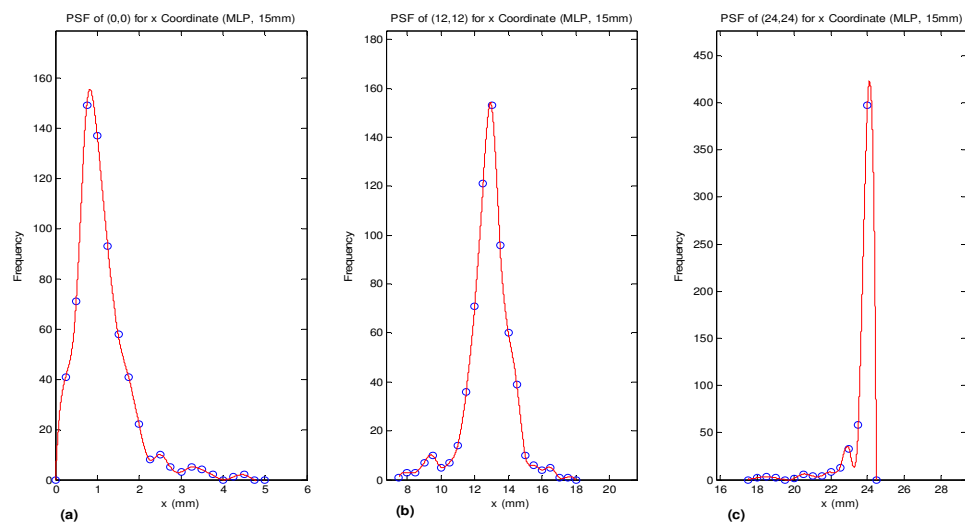 PSF of (0,0) for x Coordinate (MLP, 15mm)
160
140
120
100
80
60
40
20
0
Frequency
0 1 2 3 4 5 6
x (mm)
(a)
PSF of (12,12) for x Coordinate (MLP, 15mm)
180
160
140
120
100
80
60
40
20
0
Frequency
8 10 12 14 16 18 20
x (mm)
(b)
PSF of (24,24) for x Coordinate (MLP, 15mm)
450
400
350
300
250
200
150
100
50
0
Frequency
16 18 20 22 24 26 28
x (mm)
(c)